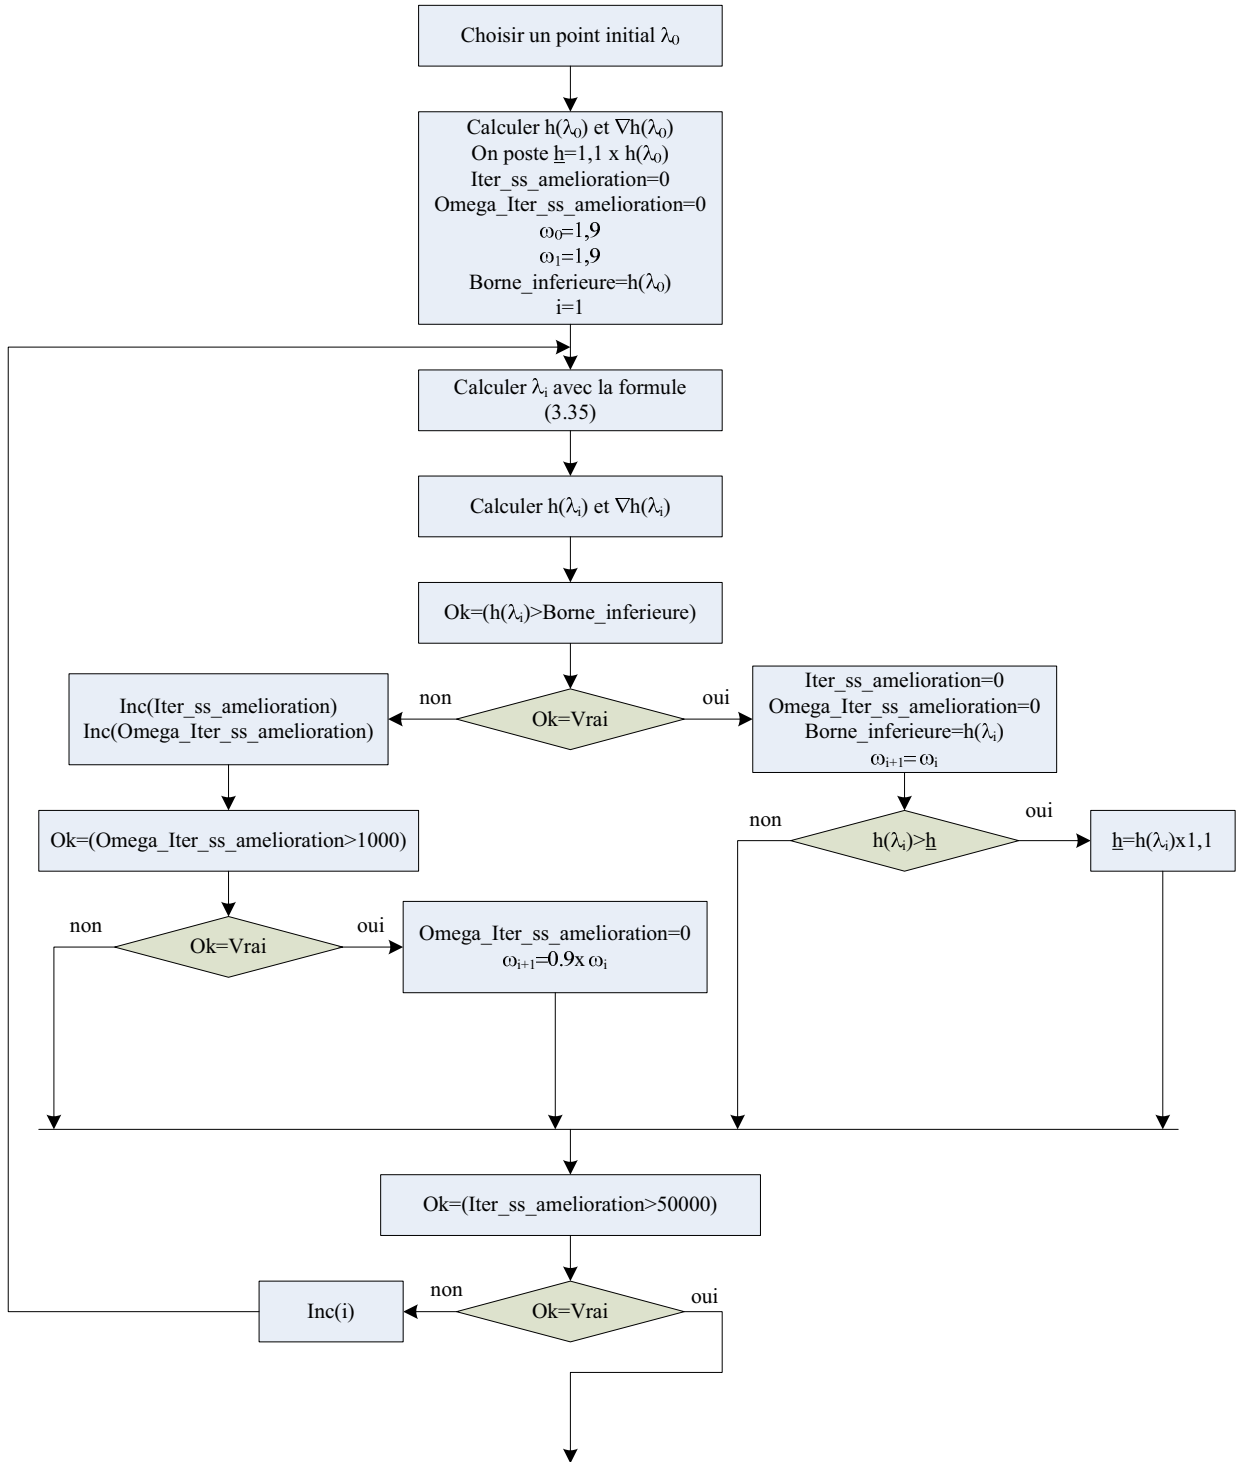 Choisir un point initial λ₀
Calculer h(λ₀) et ∇h(λ₀)
On poste h̲=1,1 x h(λ₀)
Iter_ss_amelioration=0
Omega_Iter_ss_amelioration=0
ω₀=1,9
ω₁=1,9
Borne_inferieure=h(λ₀)
i=1
Calculer λᵢ avec la formule
(3.35)
Calculer h(λᵢ) et ∇h(λᵢ)
Ok=(h(λᵢ)>Borne_inferieure)
non
Ok=Vrai
oui
Inc(Iter_ss_amelioration)
Inc(Omega_Iter_ss_amelioration)
Iter_ss_amelioration=0
Omega_Iter_ss_amelioration=0
Borne_inferieure=h(λᵢ)
ωᵢ₊₁= ωᵢ
Ok=(Omega_Iter_ss_amelioration>1000)
non
h(λᵢ)>h̲
oui
h̲=h(λᵢ)x1,1
non
Ok=Vrai
oui
Omega_Iter_ss_amelioration=0
ωᵢ₊₁=0.9x ωᵢ
Ok=(Iter_ss_amelioration>50000)
Inc(i)
non
Ok=Vrai
oui